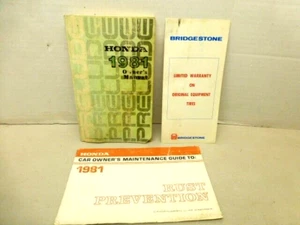 HONDA
1981
Owner's
Manual
PRELUDE
BRIDGESTONE
LIMITED WARRANTY
ON
ORIGINAL EQUIPMENT
TIRES
BRIDGESTONE
HONDA
CAR OWNER'S MAINTENANCE GUIDE TO:
1981
RUST
PREVENTION